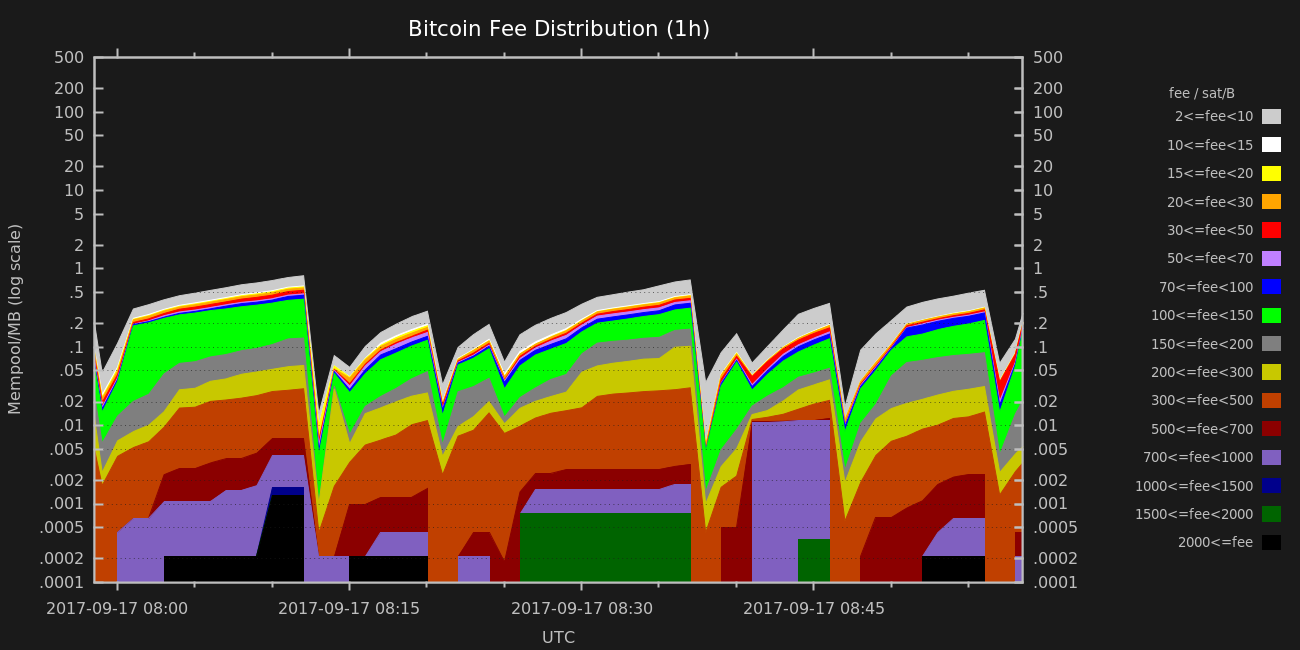 Bitcoin Fee Distribution (1h)
Mempool/MB (log scale)
500
200
100
50
20
10
5
2
1
.5
.2
.1
.05
.02
.01
.005
.002
.001
.0005
.0002
.0001
500
200
100
50
20
10
5
2
1
.5
.2
.1
.05
.02
.01
.005
.002
.001
.0005
.0002
.0001
2017-09-17 08:00
2017-09-17 08:15
2017-09-17 08:30
2017-09-17 08:45
UTC
fee / sat/B
2<=fee<10
10<=fee<15
15<=fee<20
20<=fee<30
30<=fee<50
50<=fee<70
70<=fee<100
100<=fee<150
150<=fee<200
200<=fee<300
300<=fee<500
500<=fee<700
700<=fee<1000
1000<=fee<1500
1500<=fee<2000
2000<=fee